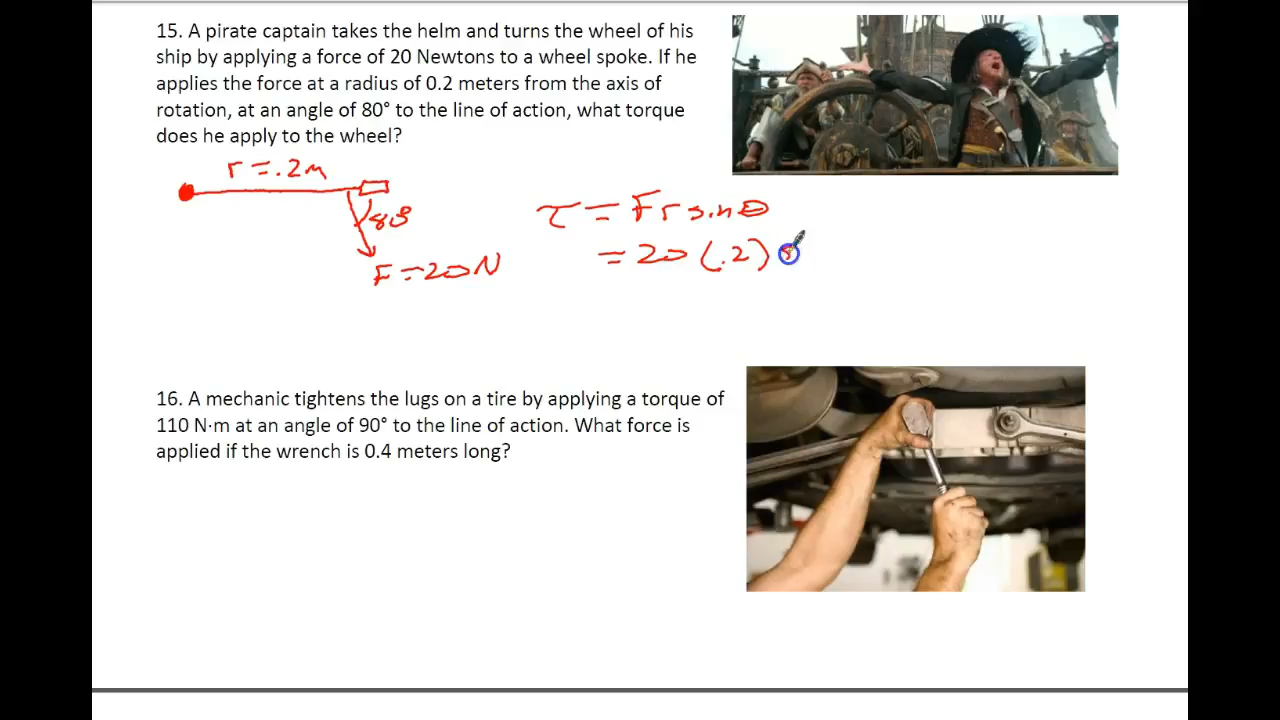 15. A pirate captain takes the helm and turns the wheel of his
ship by applying a force of 20 Newtons to a wheel spoke. If he
applies the force at a radius of 0.2 meters from the axis of
rotation, at an angle of 80° to the line of action, what torque
does he apply to the wheel?
r = .2m
80°
F = 20 N
τ = F r sin θ
= 20 (.2)
16. A mechanic tightens the lugs on a tire by applying a torque of
110 N·m at an angle of 90° to the line of action. What force is
applied if the wrench is 0.4 meters long?